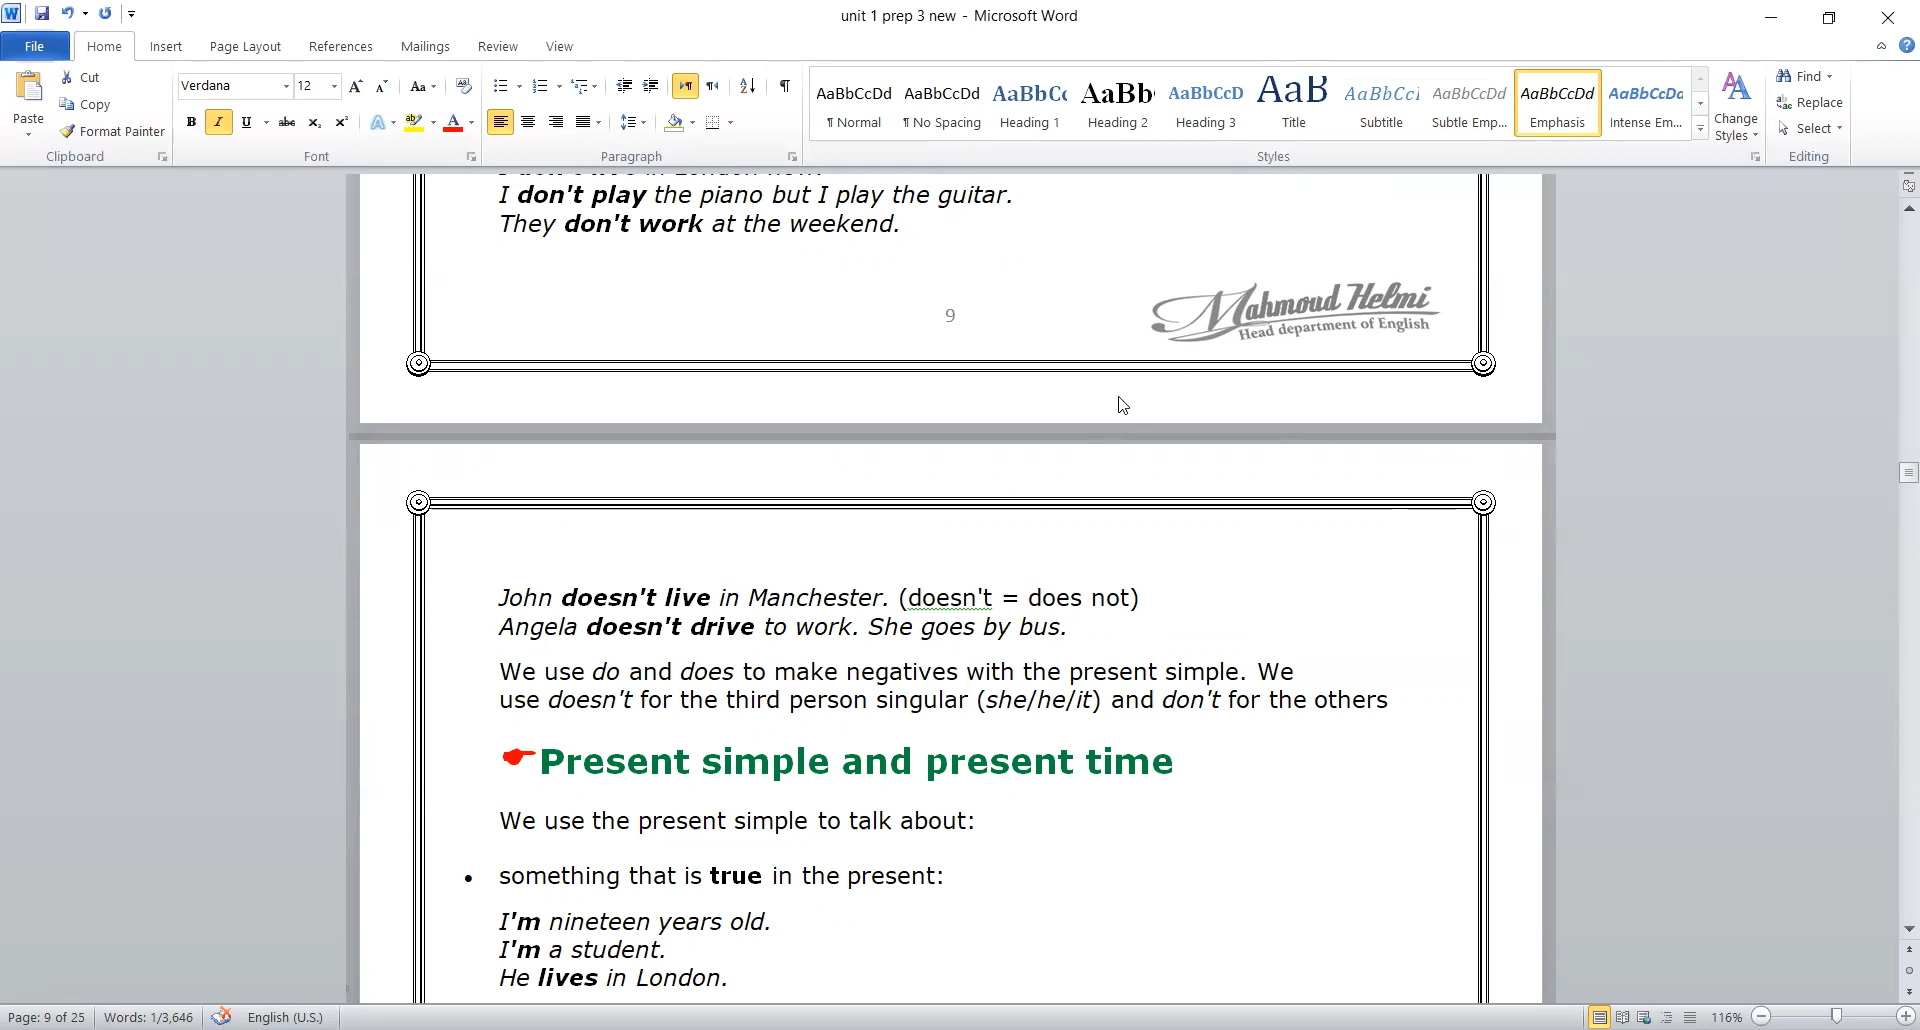 unit 1 prep 3 new - Microsoft Word
File Home Insert Page Layout References Mailings Review View
Cut
Copy
Format Painter
Paste
Clipboard
Verdana 12
Font
Paragraph
AaBbCcDd AaBbCcDd AaBbCc AaBb AaBbCcD AaB AaBbCcI AaBbCcDd AaBbCcDd AaBbCcDd
¶ Normal ¶ No Spacing Heading 1 Heading 2 Heading 3 Title Subtitle Subtle Emp... Emphasis Intense Em...
Styles
Change Styles
Find
Replace
Select
Editing
I don't play the piano but I play the guitar.
They don't work at the weekend.
9
Mahmoud Helmi
Head department of English
John doesn't live in Manchester. (doesn't = does not)
Angela doesn't drive to work. She goes by bus.
We use do and does to make negatives with the present simple. We
use doesn't for the third person singular (she/he/it) and don't for the others
Present simple and present time
We use the present simple to talk about:
• something that is true in the present:
I'm nineteen years old.
I'm a student.
He lives in London.
Page: 9 of 25 Words: 1/3,646 English (U.S.) 116%